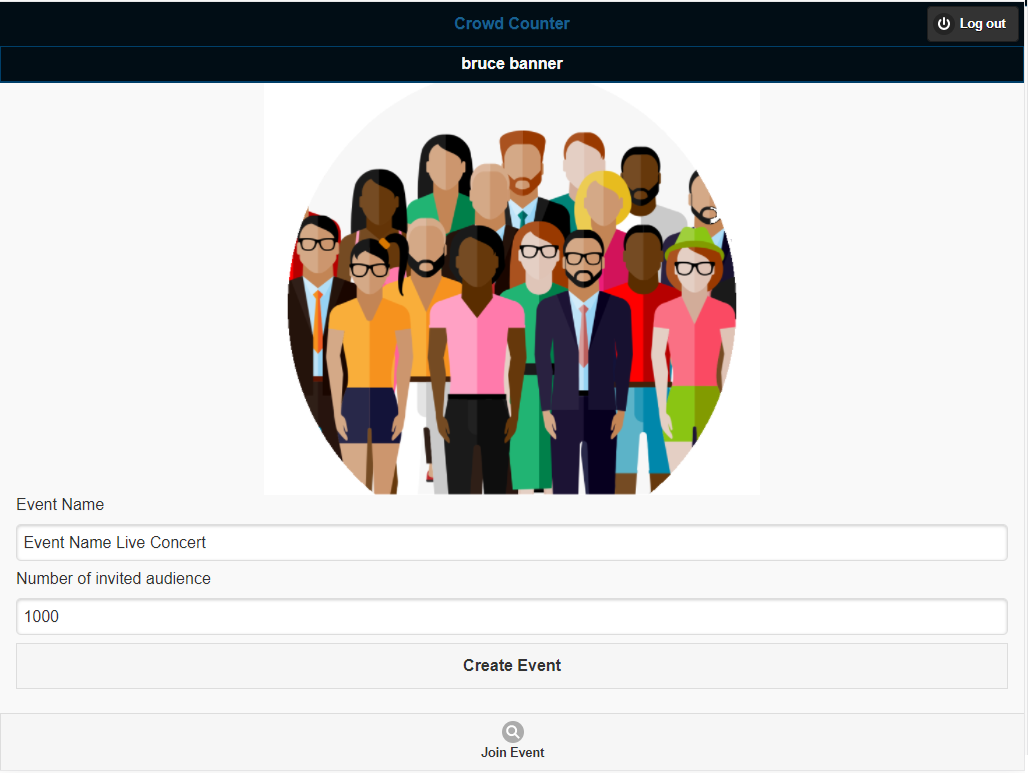 Crowd Counter
Log out
bruce banner
Event Name
Event Name Live Concert
Number of invited audience
1000
Create Event
Join Event